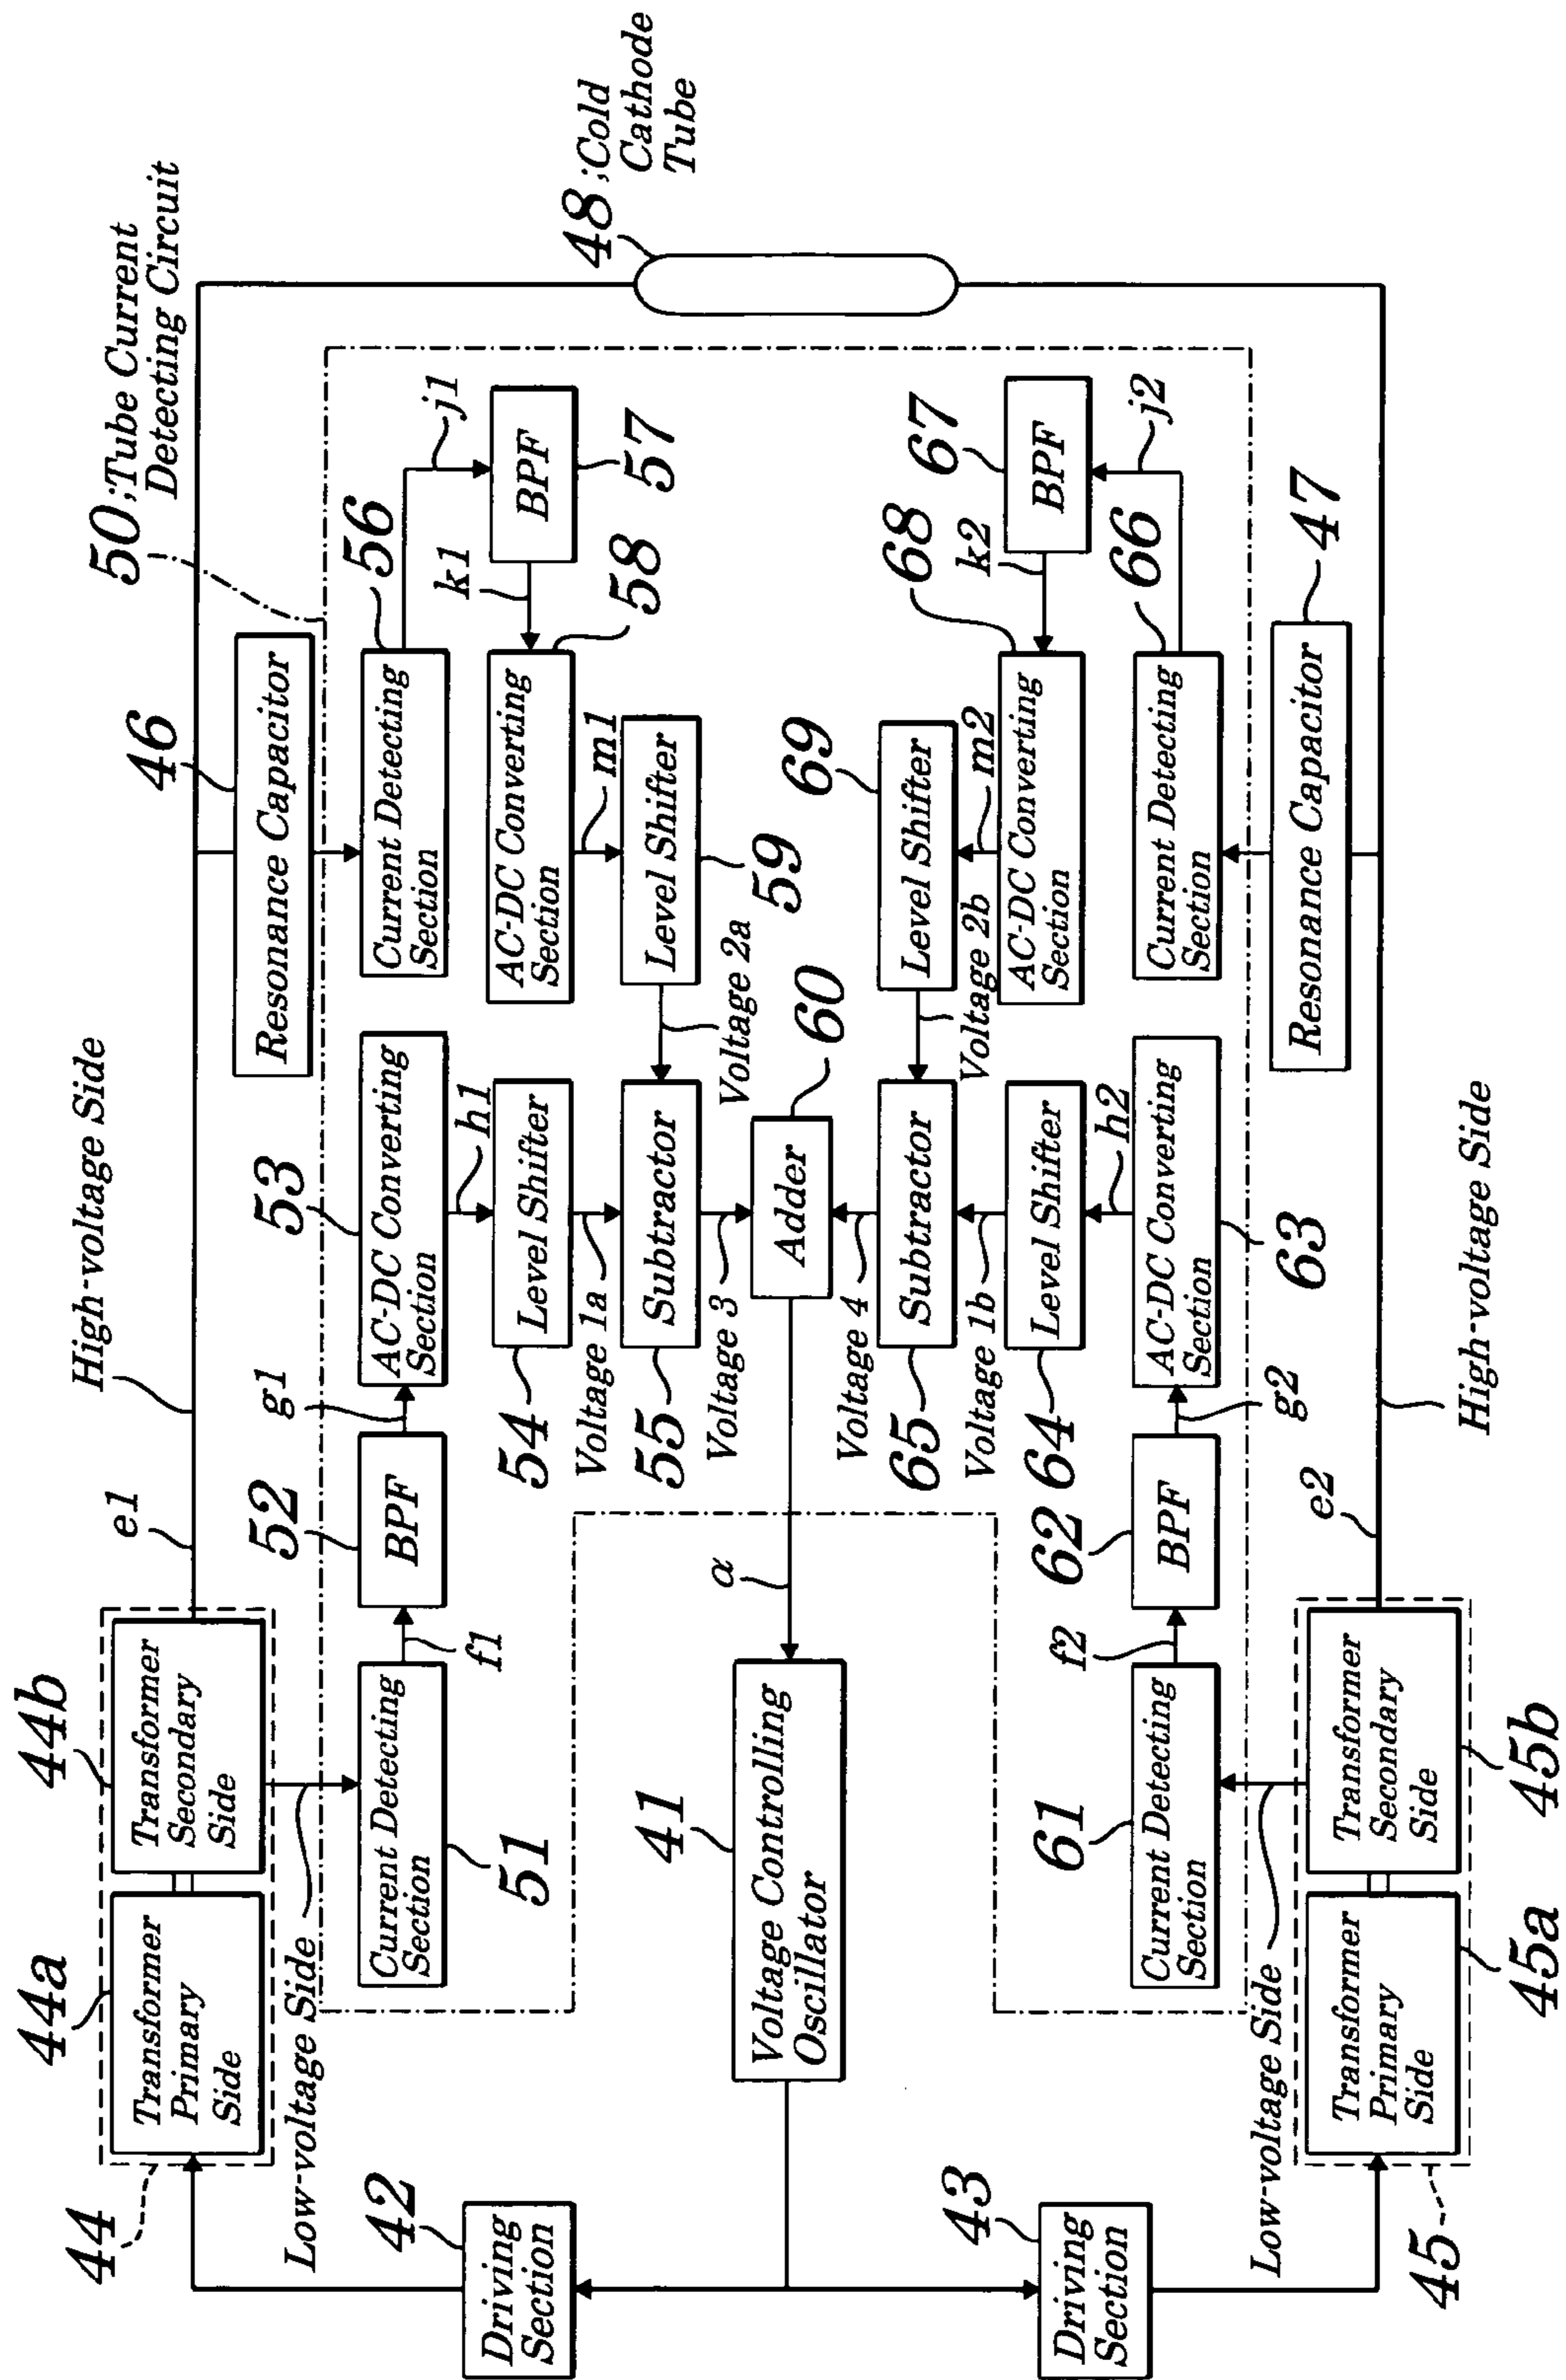 50;Tube Current
Detecting Circuit
High-voltage Side
46
Resonance Capacitor
e1
44b
44a
44
Transformer
Primary
Side
Transformer
Secondary
Side
Low-voltage Side
51
Current Detecting
Section
f1
52
BPF
g1
53
AC-DC Converting
Section
h1
54
Level Shifter
Voltage 1a
55
Subtractor
Voltage 3
56
Current Detecting
Section
j1
57
BPF
k1
58
AC-DC Converting
Section
m1
59
Level Shifter
Voltage 2a
48;Cold
Cathode
Tube
42
Driving
Section
41
Voltage Controlling
Oscillator
α
60
Adder
43
Driving
Section
Voltage 4
65
Subtractor
Voltage 1b
64
Level Shifter
h2
63
AC-DC Converting
Section
g2
62
BPF
f2
61
Current Detecting
Section
Voltage 2b
69
Level Shifter
m2
68
AC-DC Converting
Section
k2
67
BPF
j2
66
Current Detecting
Section
47
Resonance Capacitor
Low-voltage Side
45
Transformer
Primary
Side
45a
Transformer
Secondary
Side
45b
e2
High-voltage Side